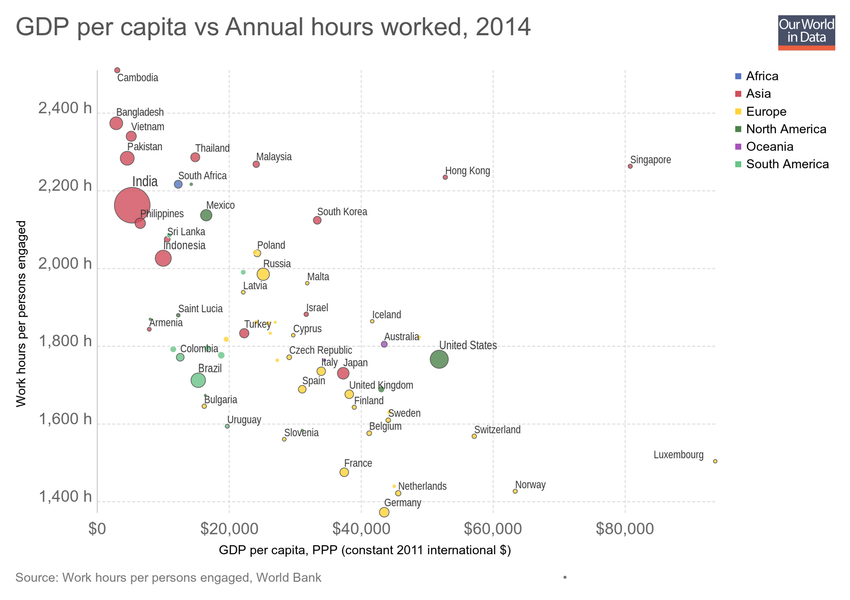 GDP per capita vs Annual hours worked, 2014
Our World
in Data
Africa
Asia
Europe
North America
Oceania
South America
Work hours per persons engaged
2,400 h
2,200 h
2,000 h
1,800 h
1,600 h
1,400 h
Cambodia
Bangladesh
Vietnam
Pakistan
Thailand
Malaysia
Hong Kong
Singapore
India
South Africa
Philippines
Mexico
South Korea
Sri Lanka
Indonesia
Poland
Russia
Malta
Latvia
Saint Lucia
Israel
Iceland
Armenia
Turkey
Cyprus
Australia
United States
Colombia
Czech Republic
Italy
Japan
Brazil
Spain
United Kingdom
Bulgaria
Finland
Sweden
Uruguay
Belgium
Slovenia
Switzerland
Luxembourg
France
Netherlands
Norway
Germany
$0
$20,000
$40,000
$60,000
$80,000
GDP per capita, PPP (constant 2011 international $)
Source: Work hours per persons engaged, World Bank